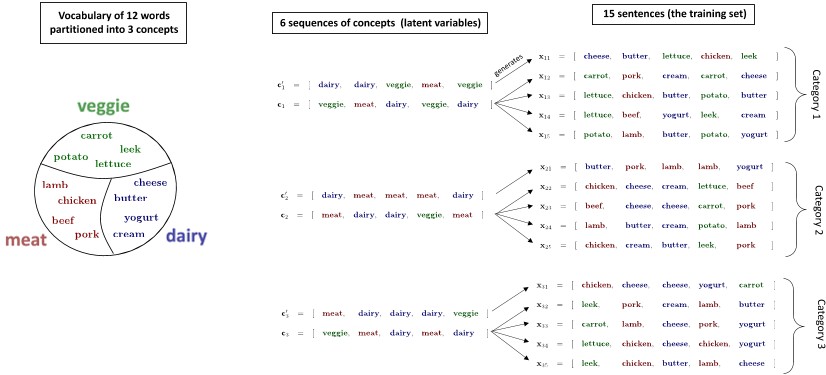 Vocabulary of 12 words
partitioned into 3 concepts
6 sequences of concepts (latent variables)
15 sentences (the training set)
veggie
carrot
leek
potato
lettuce
lamb
cheese
chicken
butter
beef
yogurt
pork
cream
meat
dairy
generates
c′₁ = [ dairy, dairy, veggie, meat, veggie ]
c₁ = [ veggie, meat, dairy, veggie, dairy ]
x₁₁ = [ cheese, butter, lettuce, chicken, leek ]
x₁₂ = [ carrot, pork, cream, carrot, cheese ]
x₁₃ = [ lettuce, chicken, butter, potato, butter ]
x₁₄ = [ lettuce, beef, yogurt, leek, cream ]
x₁₅ = [ potato, lamb, butter, potato, yogurt ]
Category 1
c′₂ = [ dairy, meat, meat, meat, dairy ]
c₂ = [ meat, dairy, dairy, veggie, meat ]
x₂₁ = [ butter, pork, lamb, lamb, yogurt ]
x₂₂ = [ chicken, cheese, cream, lettuce, beef ]
x₂₃ = [ beef, cheese, cheese, carrot, pork ]
x₂₄ = [ lamb, butter, cream, potato, lamb ]
x₂₅ = [ chicken, cream, butter, leek, pork ]
Category 2
c′₃ = [ meat, dairy, dairy, dairy, veggie ]
c₃ = [ veggie, meat, dairy, meat, dairy ]
x₃₁ = [ chicken, cheese, cheese, yogurt, carrot ]
x₃₂ = [ leek, pork, cream, lamb, butter ]
x₃₃ = [ carrot, lamb, cheese, pork, yogurt ]
x₃₄ = [ lettuce, chicken, cheese, chicken, yogurt ]
x₃₅ = [ leek, chicken, butter, lamb, cheese ]
Category 3